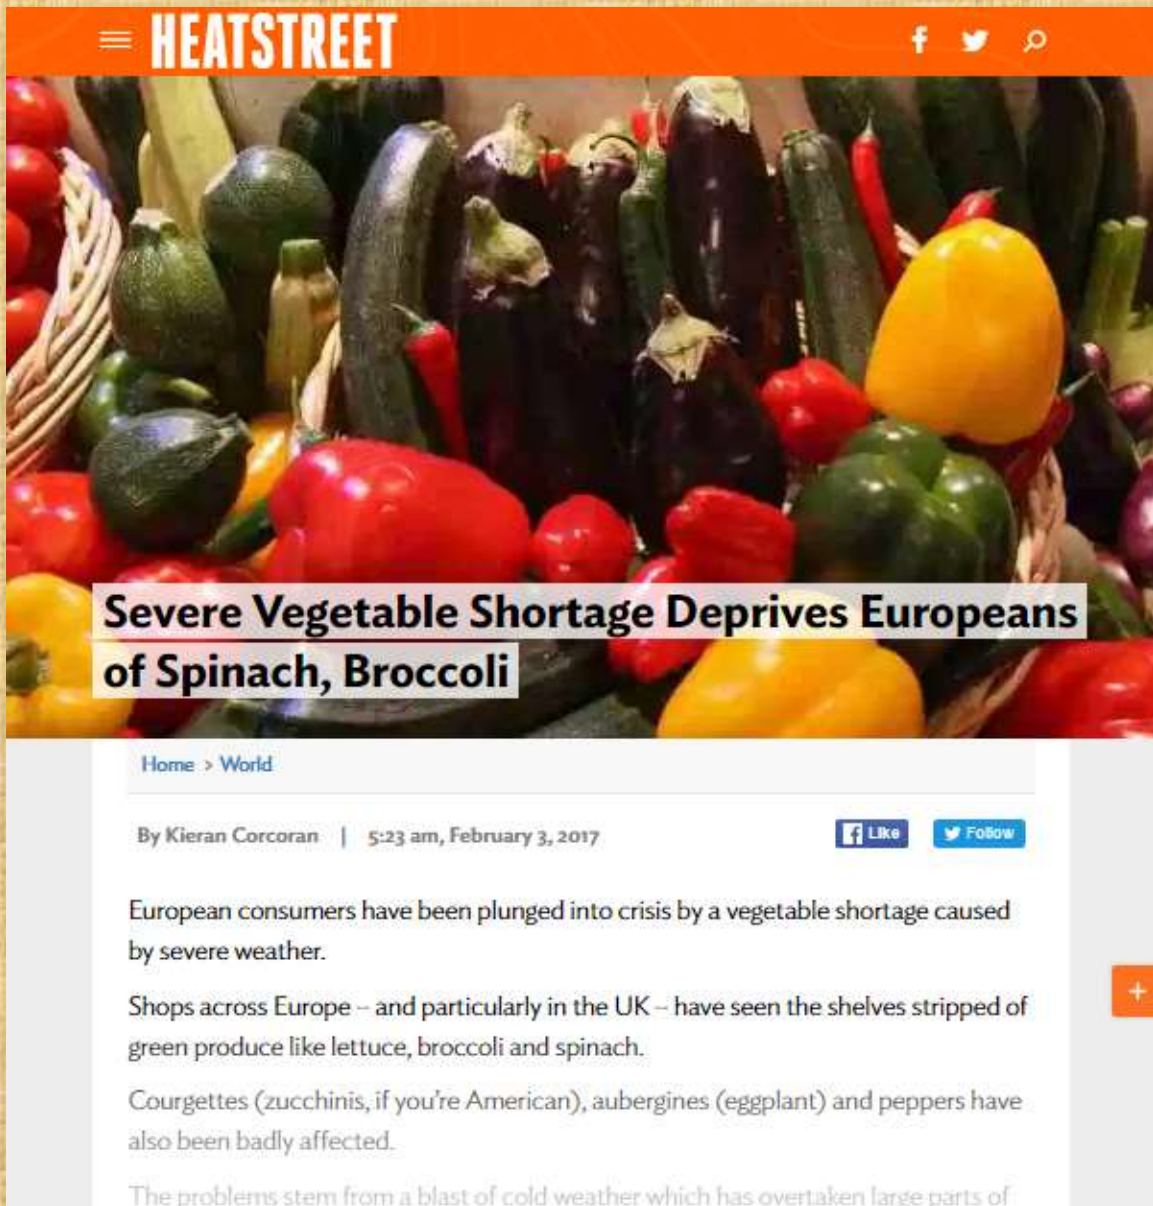 HEATSTREET
Severe Vegetable Shortage Deprives Europeans
of Spinach, Broccoli
Home > World
By Kieran Corcoran | 5:23 am, February 3, 2017
Like Follow
European consumers have been plunged into crisis by a vegetable shortage caused
by severe weather.
Shops across Europe – and particularly in the UK – have seen the shelves stripped of
green produce like lettuce, broccoli and spinach.
Courgettes (zucchinis, if you're American), aubergines (eggplant) and peppers have
also been badly affected.
The problems stem from a blast of cold weather which has overtaken large parts of